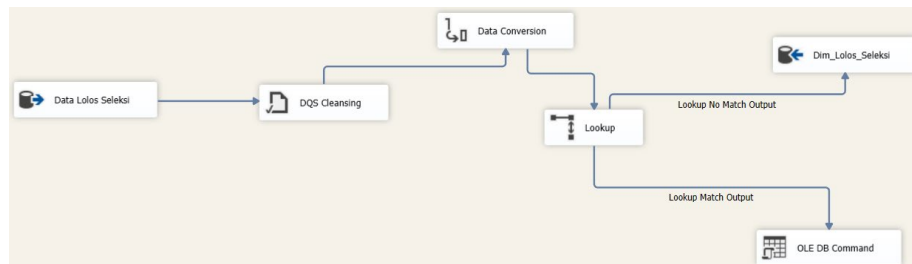 Data Conversion
Dim_Lolos_Seleksi
Data Lolos Seleksi
DQS Cleansing
Lookup No Match Output
Lookup
Lookup Match Output
OLE DB Command